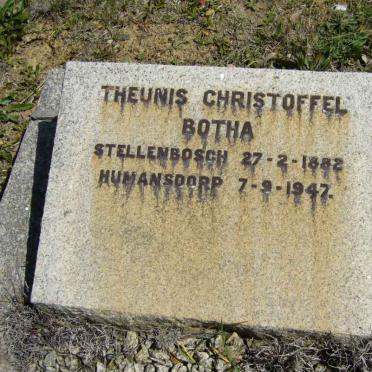 THEUNIS CHRISTOFFEL
BOTHA
STELLENBOSCH 27-2-1882
HUMANSDORP 7-9-1947.